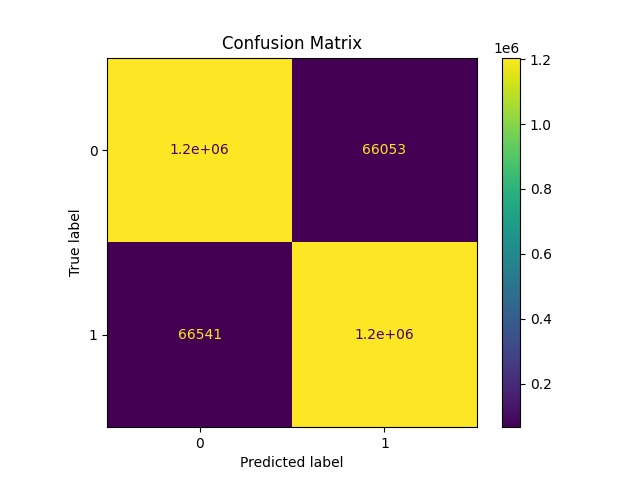 Confusion Matrix
1e6
1.2
1.0
0.8
0.6
0.4
0.2
True label
0
1
1.2e+06
66053
66541
1.2e+06
0
1
Predicted label